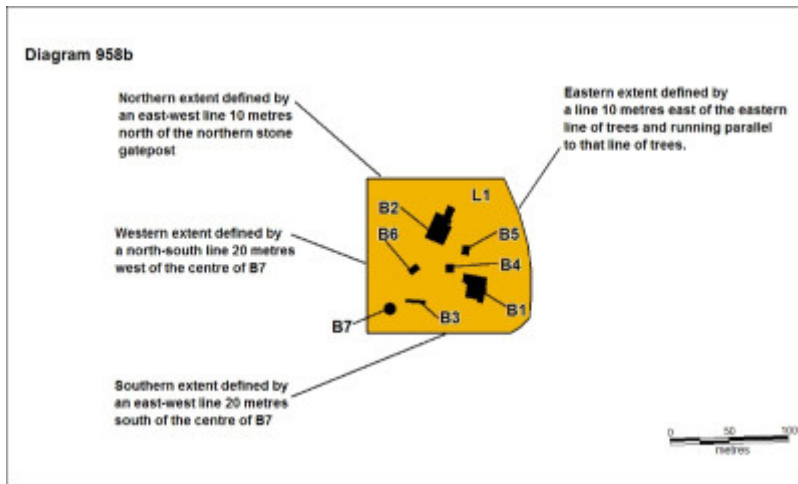 Diagram 958b
Northern extent defined by
an east-west line 10 metres
north of the northern stone
gatepost
Eastern extent defined by
a line 10 metres east of the eastern
line of trees and running parallel
to that line of trees.
L1
B2
B5
Western extent defined by
a north-south line 20 metres
west of the centre of B7
B6
B4
B1
B3
B7
Southern extent defined by
an east-west line 20 metres
south of the centre of B7
0 50 100
metres